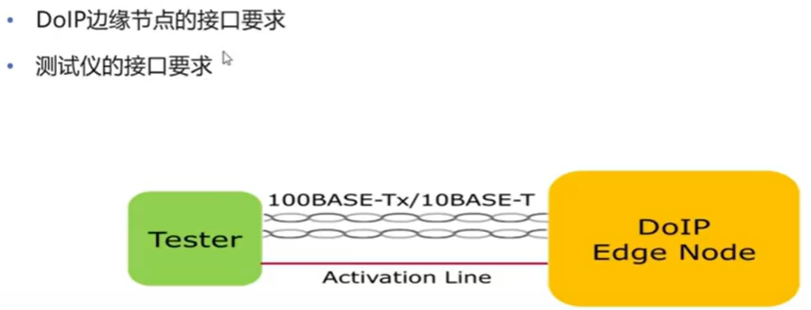 • DoIP边缘节点的接口要求
• 测试仪的接口要求
100BASE-Tx/10BASE-T
Tester
DoIP
Edge Node
Activation Line